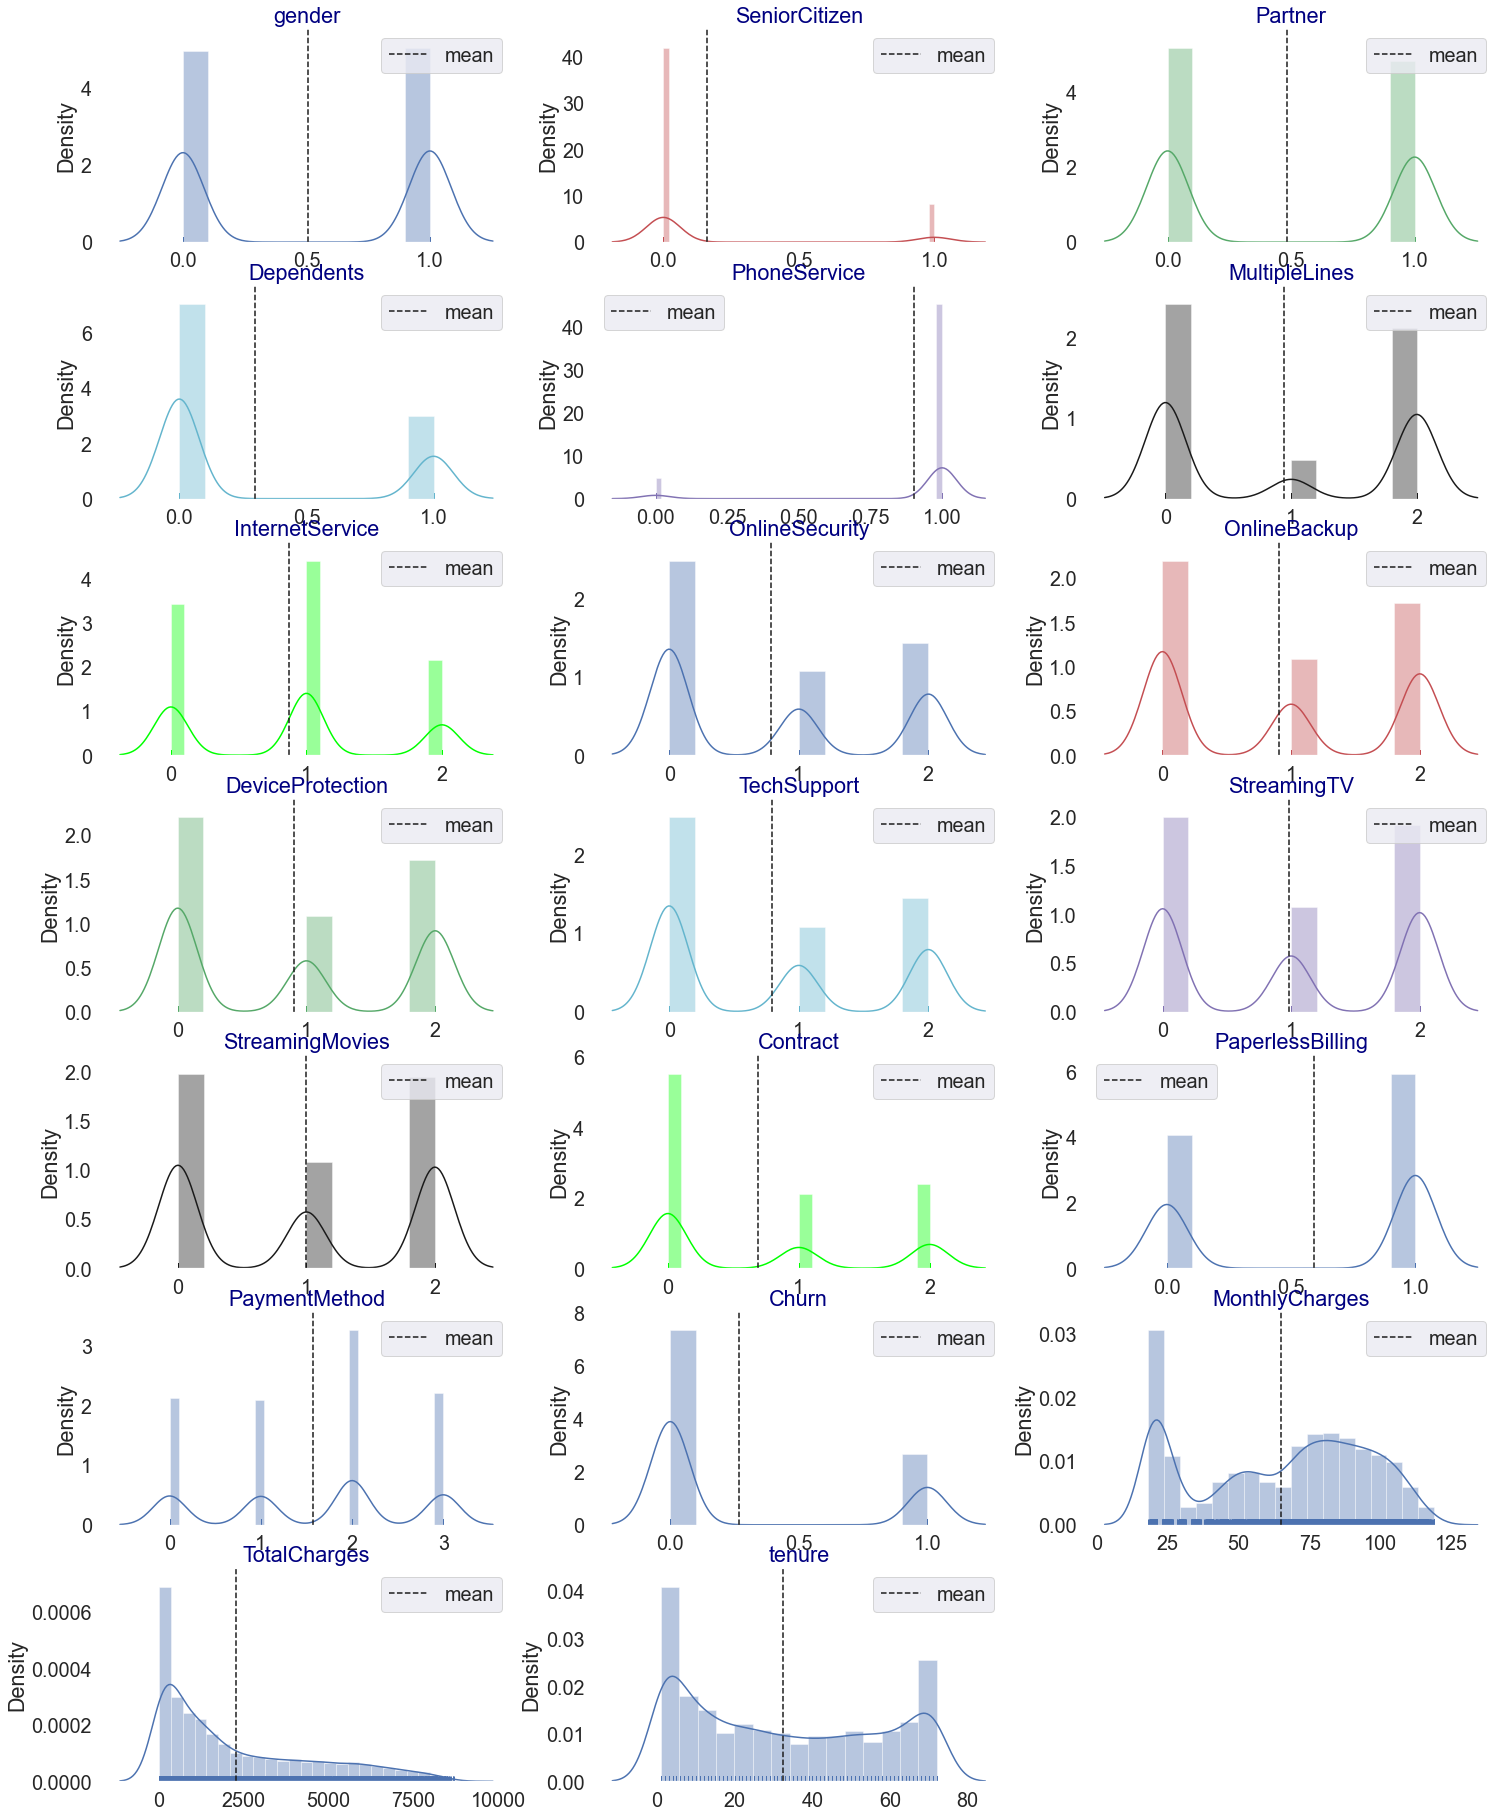 gender
mean
Density
4
2
0
0.0
0.5
1.0
SeniorCitizen
mean
Density
40
30
20
10
0
0.0
0.5
1.0
Partner
mean
Density
4
2
0
0.0
0.5
1.0
Dependents
mean
Density
6
4
2
0
0.0
0.5
1.0
PhoneService
mean
Density
40
30
20
10
0
0.00
0.25
0.50
0.75
1.00
MultipleLines
mean
Density
2
1
0
0
1
2
InternetService
mean
Density
4
3
2
1
0
0
1
2
OnlineSecurity
mean
Density
2
1
0
0
1
2
OnlineBackup
mean
Density
2.0
1.5
1.0
0.5
0.0
0
1
2
DeviceProtection
mean
Density
2.0
1.5
1.0
0.5
0.0
0
1
2
TechSupport
mean
Density
2
1
0
0
1
2
StreamingTV
mean
Density
2.0
1.5
1.0
0.5
0.0
0
1
2
StreamingMovies
mean
Density
2.0
1.5
1.0
0.5
0.0
0
1
2
Contract
mean
Density
6
4
2
0
0
1
2
PaperlessBilling
mean
Density
6
4
2
0
0.0
0.5
1.0
PaymentMethod
mean
Density
3
2
1
0
0
1
2
3
Churn
mean
Density
8
6
4
2
0
0.0
0.5
1.0
MonthlyCharges
mean
Density
0.03
0.02
0.01
0.00
0
25
50
75
100
125
TotalCharges
mean
Density
0.0006
0.0004
0.0002
0.0000
0
2500
5000
7500
10000
tenure
mean
Density
0.04
0.03
0.02
0.01
0.00
0
20
40
60
80